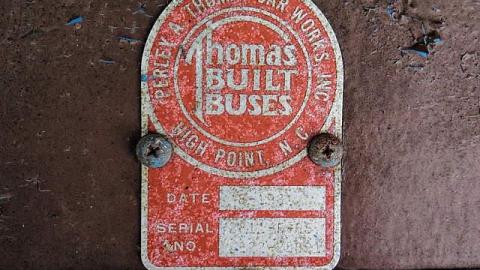 PERLEY A. THOMAS CAR WORKS, INC
Thomas
BUILT
BUSES
HIGH POINT, N.C.
DATE
SERIAL
NO.